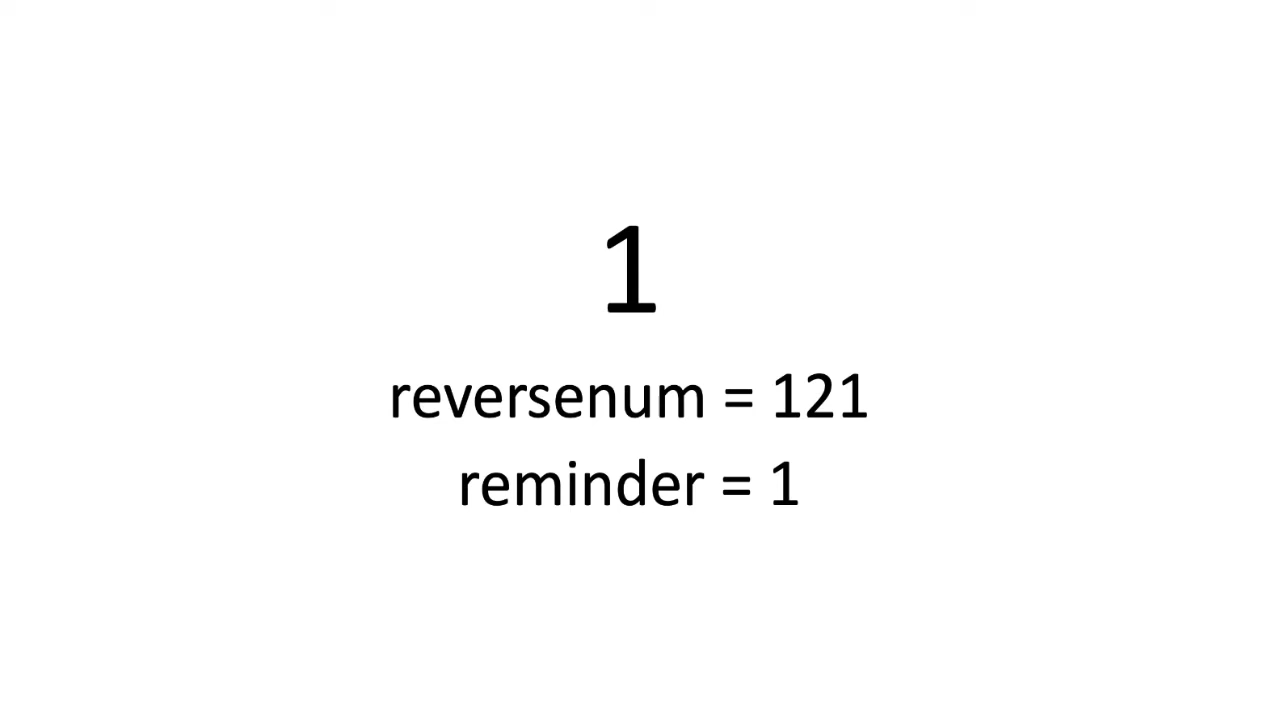 1
reversenum = 121
reminder = 1